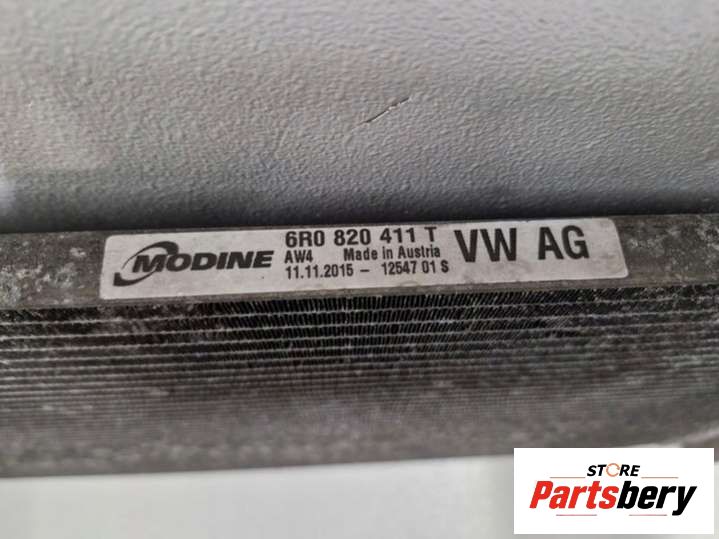 MODINE
6R0 820 411 T
AW4 Made in Austria
11.11.2015 – 12547 01 S
VW AG
STORE
Partsbery